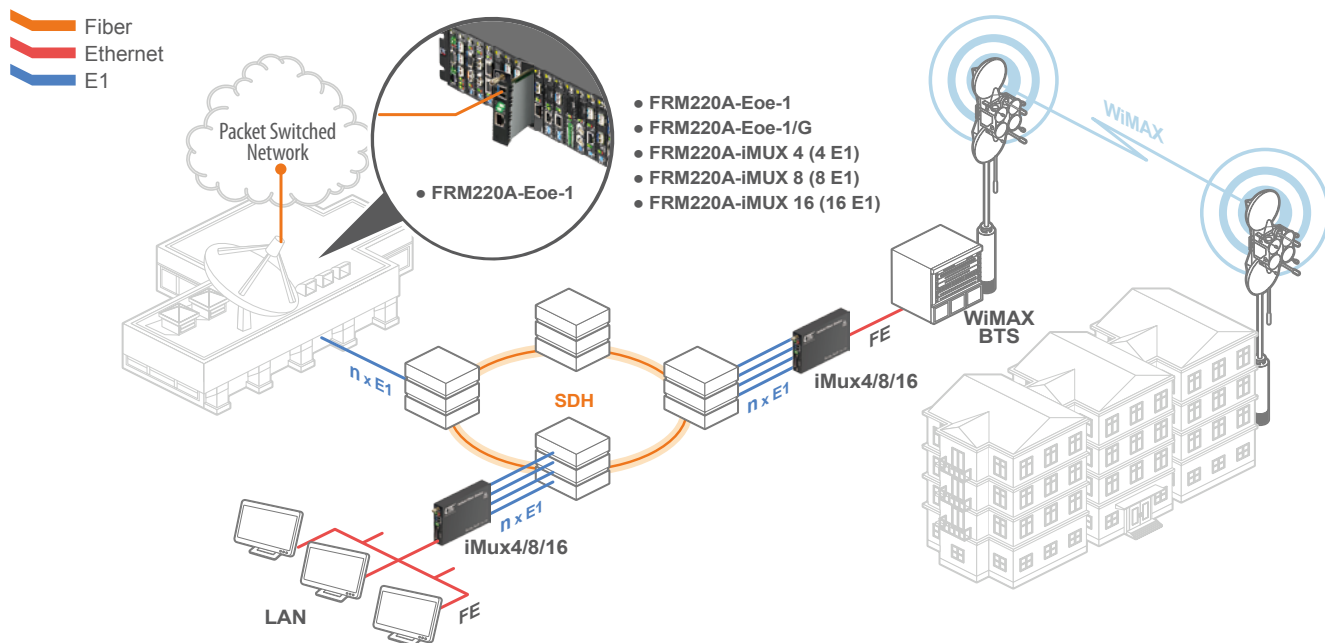 Fiber
Ethernet
E1
Packet Switched
Network
● FRM220A-Eoe-1
● FRM220A-Eoe-1
● FRM220A-Eoe-1/G
● FRM220A-iMUX 4 (4 E1)
● FRM220A-iMUX 8 (8 E1)
● FRM220A-iMUX 16 (16 E1)
WiMAX
WiMAX
BTS
FE
iMux4/8/16
n x E1
n x E1
SDH
n x E1
iMux4/8/16
LAN
FE